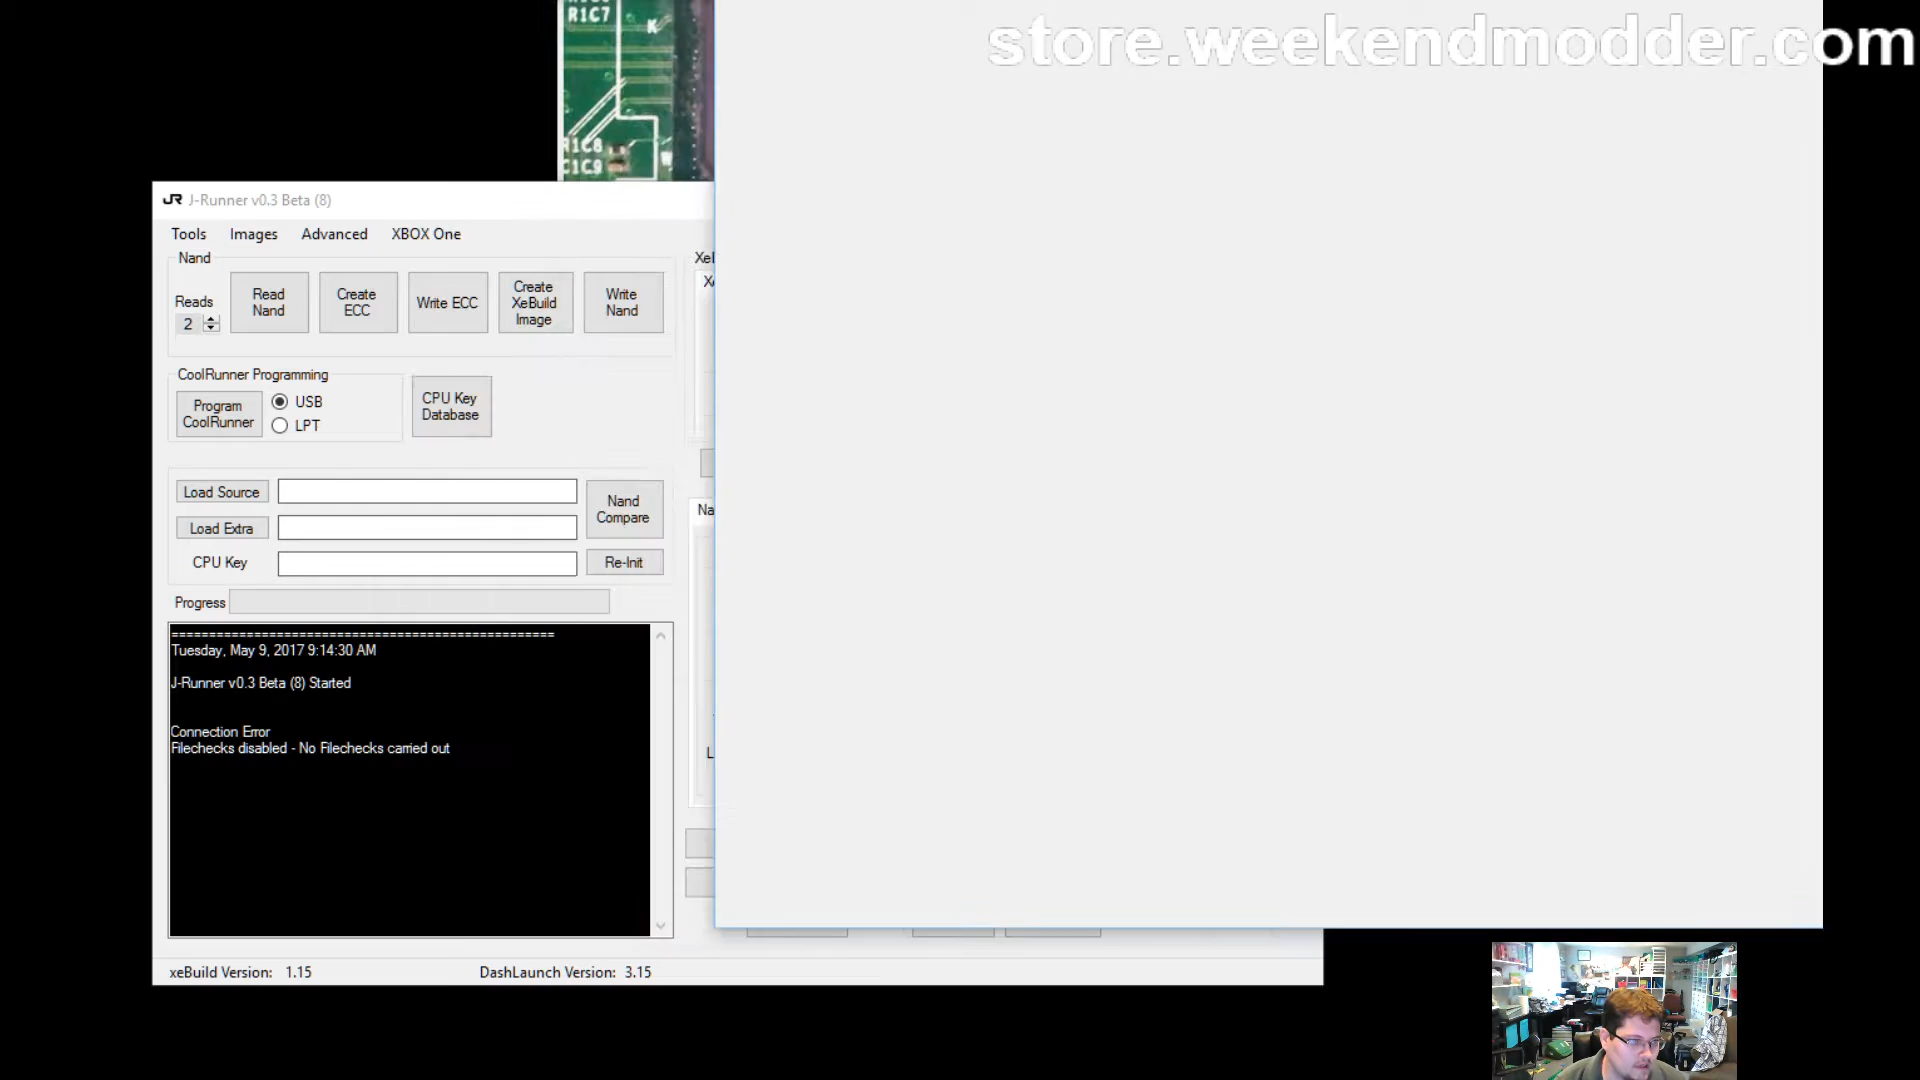 R1C7
K
store.weekendmodder.com
R1C8
C1C9
JR J-Runner v0.3 Beta (8)
Tools Images Advanced XBOX One
Nand
Reads
2
Read Nand
Create ECC
Write ECC
Create XeBuild Image
Write Nand
CoolRunner Programming
Program CoolRunner
USB
LPT
CPU Key Database
Load Source
Load Extra
CPU Key
Nand Compare
Re-Init
Progress
===================================================
Tuesday, May 9, 2017 9:14:30 AM
J-Runner v0.3 Beta (8) Started
Connection Error
Filechecks disabled - No Filechecks carried out
xeBuild Version: 1.15
DashLaunch Version: 3.15